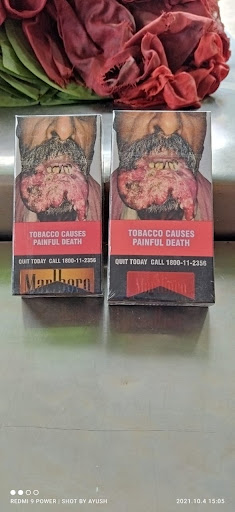 TOBACCO CAUSES
PAINFUL DEATH
QUIT TODAY CALL 1800-11-2356
Marlboro
TOBACCO CAUSES
PAINFUL DEATH
QUIT TODAY CALL 1800-11-2356
REDMI 9 POWER | SHOT BY AYUSH
2021.10.4 15:05